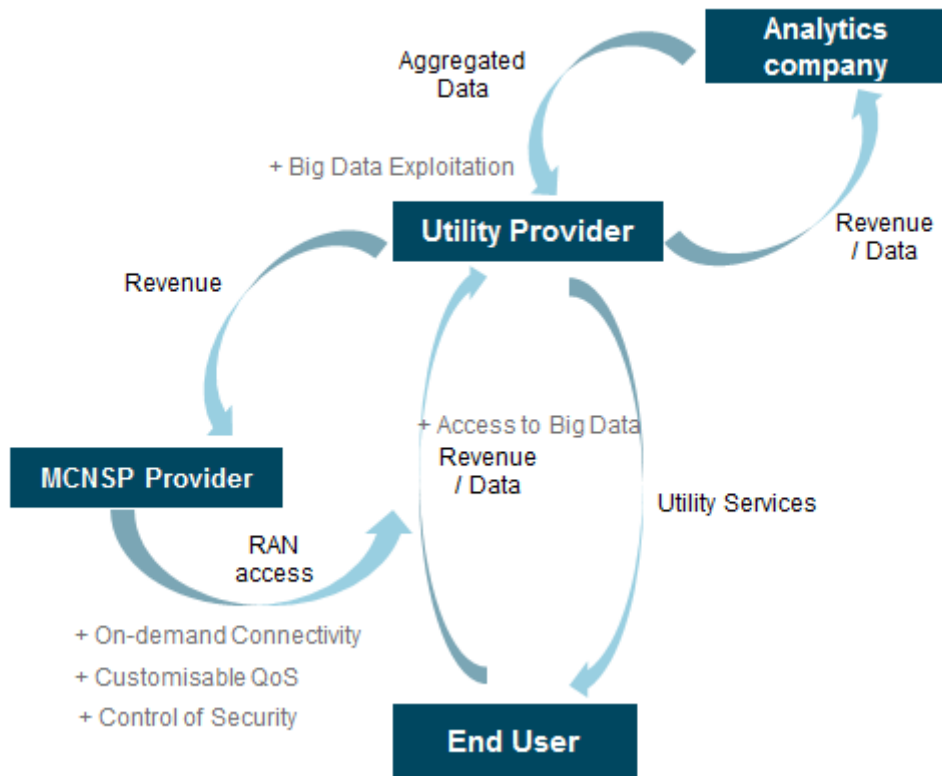 Analytics
company
Aggregated
Data
+ Big Data Exploitation
Utility Provider
Revenue
/ Data
Revenue
+ Access to Big Data
Revenue
/ Data
MCNSP Provider
Utility Services
RAN
access
+ On-demand Connectivity
+ Customisable QoS
+ Control of Security
End User